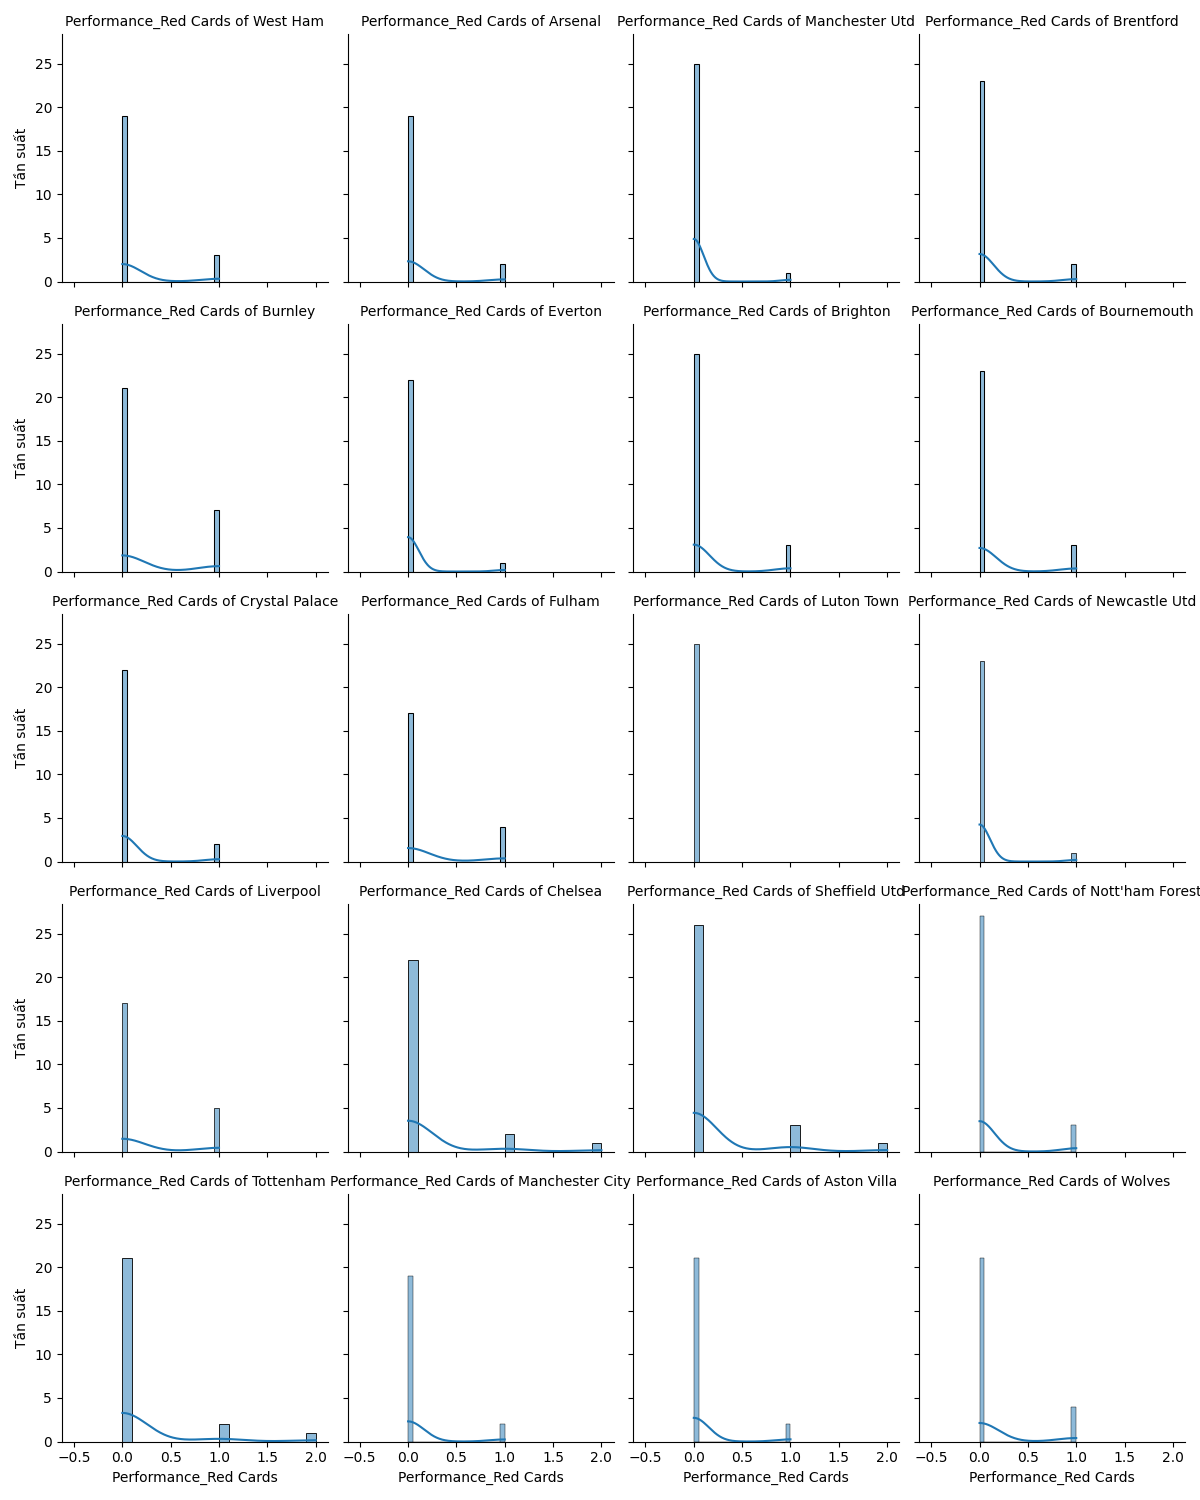 Performance_Red Cards of West Ham
Performance_Red Cards of Arsenal
Performance_Red Cards of Manchester Utd
Performance_Red Cards of Brentford
25
20
15
10
5
0
Tần suất
Performance_Red Cards of Burnley
Performance_Red Cards of Everton
Performance_Red Cards of Brighton
Performance_Red Cards of Bournemouth
25
20
15
10
5
0
Tần suất
Performance_Red Cards of Crystal Palace
Performance_Red Cards of Fulham
Performance_Red Cards of Luton Town
Performance_Red Cards of Newcastle Utd
25
20
15
10
5
0
Tần suất
Performance_Red Cards of Liverpool
Performance_Red Cards of Chelsea
Performance_Red Cards of Sheffield Utd
Performance_Red Cards of Nott'ham Forest
25
20
15
10
5
0
Tần suất
Performance_Red Cards of Tottenham
Performance_Red Cards of Manchester City
Performance_Red Cards of Aston Villa
Performance_Red Cards of Wolves
25
20
15
10
5
0
Tần suất
−0.5 0.0 0.5 1.0 1.5 2.0
−0.5 0.0 0.5 1.0 1.5 2.0
−0.5 0.0 0.5 1.0 1.5 2.0
−0.5 0.0 0.5 1.0 1.5 2.0
Performance_Red Cards
Performance_Red Cards
Performance_Red Cards
Performance_Red Cards